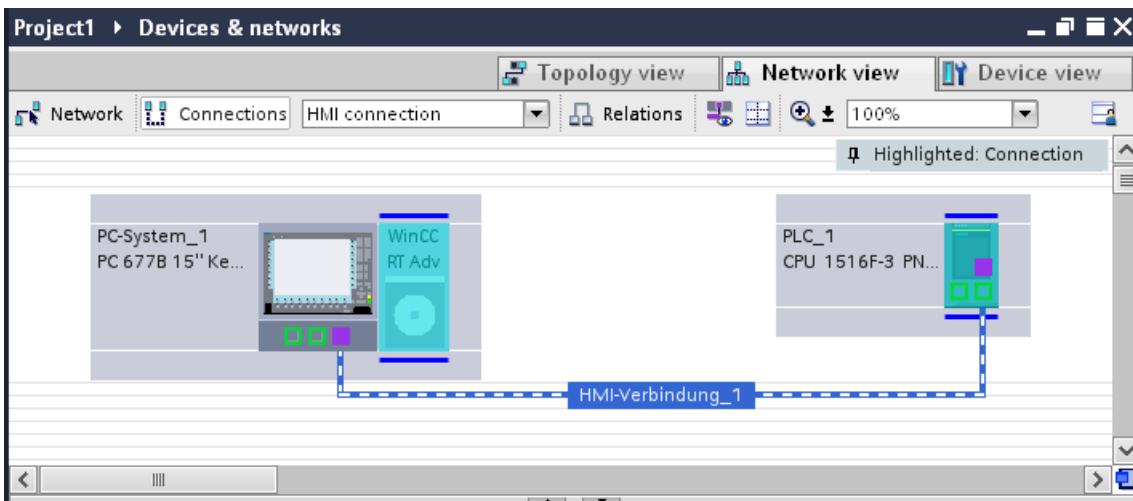 Project1 ▸ Devices & networks
Topology view Network view Device view
Network Connections HMI connection Relations 100%
Highlighted: Connection
PC-System_1
PC 677B 15" Ke...
WinCC
RT Adv
PLC_1
CPU 1516F-3 PN...
HMI-Verbindung_1